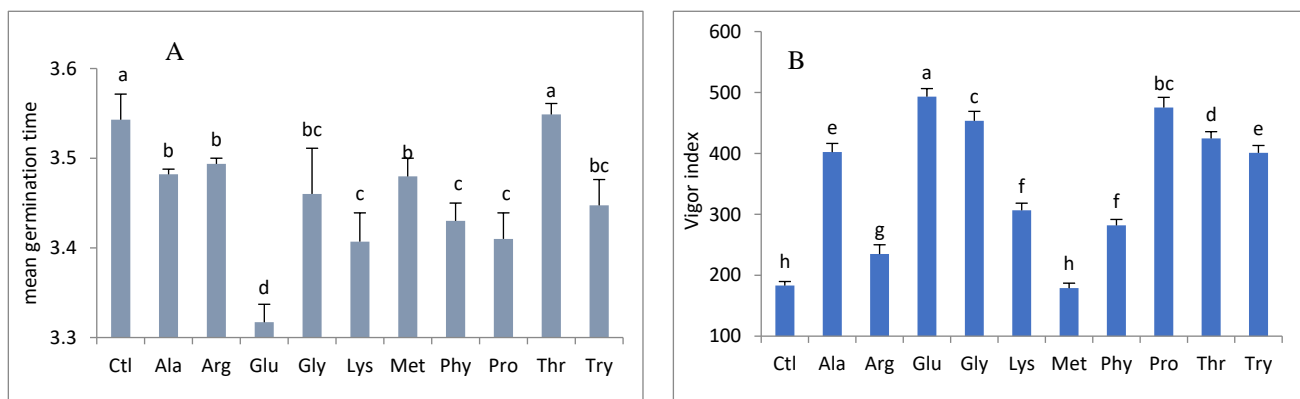 A
mean germination time
3.6
3.5
3.4
3.3
a
b
b
d
bc
c
b
c
c
a
bc
Ctl Ala Arg Glu Gly Lys Met Phy Pro Thr Try
B
Vigor index
600
500
400
300
200
100
h
e
g
a
c
f
h
f
bc
d
e
Ctl Ala Arg Glu Gly Lys Met Phy Pro Thr Try